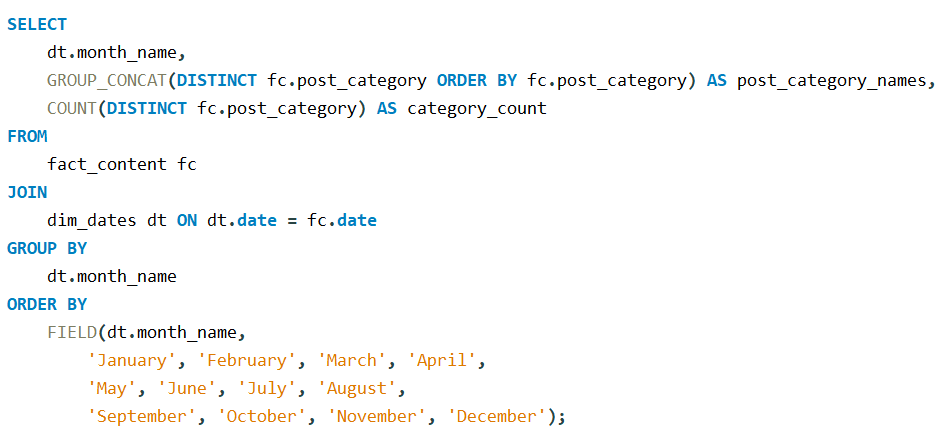 SELECT
    dt.month_name,
    GROUP_CONCAT(DISTINCT fc.post_category ORDER BY fc.post_category) AS post_category_names,
    COUNT(DISTINCT fc.post_category) AS category_count
FROM
    fact_content fc
JOIN
    dim_dates dt ON dt.date = fc.date
GROUP BY
    dt.month_name
ORDER BY
    FIELD(dt.month_name,
        'January', 'February', 'March', 'April',
        'May', 'June', 'July', 'August',
        'September', 'October', 'November', 'December');